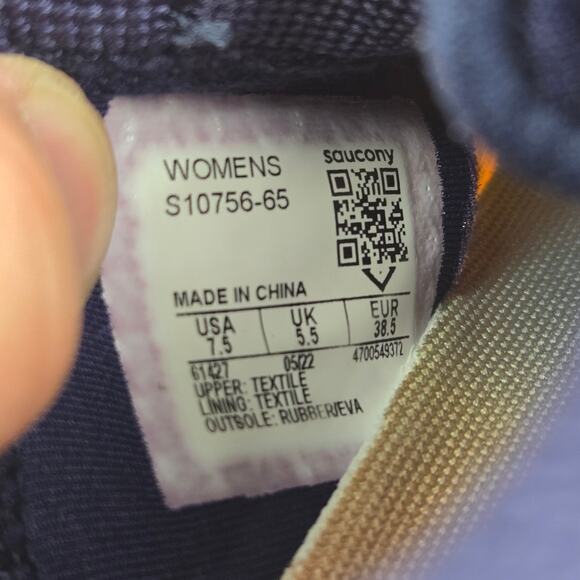 saucony
WOMENS
S10756-65
MADE IN CHINA
USA UK EUR
7.5 5.5 38.5
61427 05/22 4700549372
UPPER: TEXTILE
LINING: TEXTILE
OUTSOLE: RUBBER/EVA